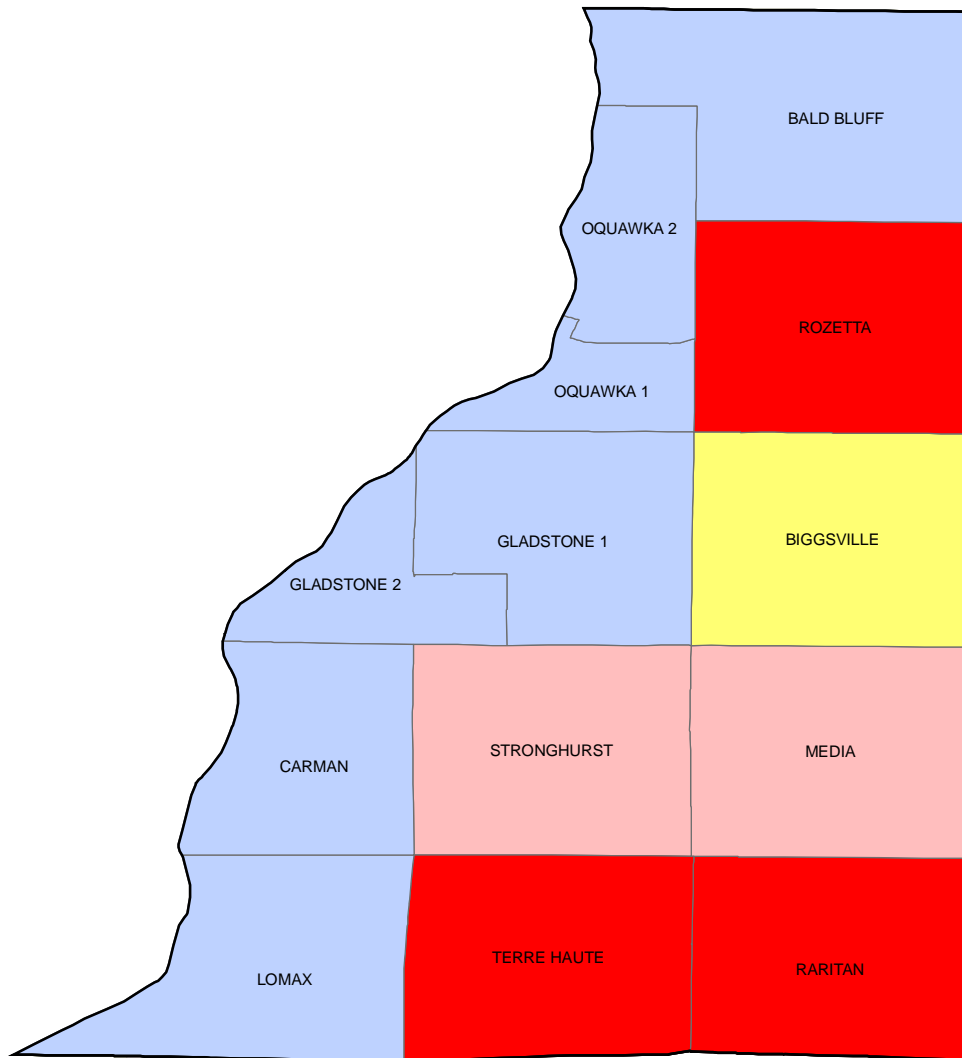 BALD BLUFF
OQUAWKA 2
ROZETTA
OQUAWKA 1
GLADSTONE 1
BIGGSVILLE
GLADSTONE 2
STRONGHURST
MEDIA
CARMAN
TERRE HAUTE
RARITAN
LOMAX